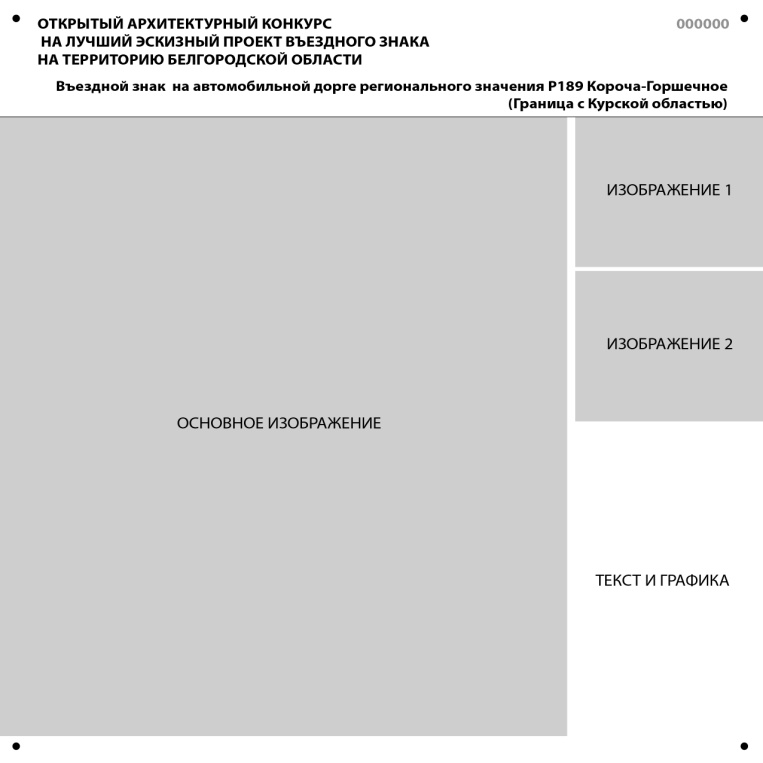 ОТКРЫТЫЙ АРХИТЕКТУРНЫЙ КОНКУРС
000000
НА ЛУЧШИЙ ЭСКИЗНЫЙ ПРОЕКТ ВЪЕЗДНОГО ЗНАКА
НА ТЕРРИТОРИЮ БЕЛГОРОДСКОЙ ОБЛАСТИ
Въездной знак на автомобильной дорге регионального значения Р189 Короча-Горшечное
(Граница с Курской областью)
ИЗОБРАЖЕНИЕ 1
ИЗОБРАЖЕНИЕ 2
ОСНОВНОЕ ИЗОБРАЖЕНИЕ
ТЕКСТ И ГРАФИКА